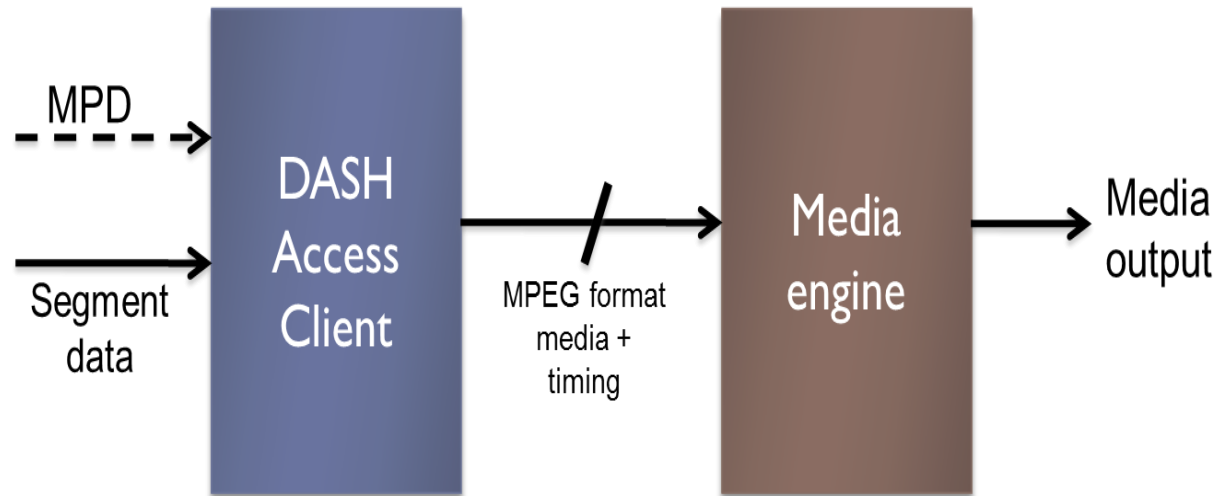 MPD
Segment
data
DASH
Access
Client
MPEG format
media +
timing
Media
engine
Media
output